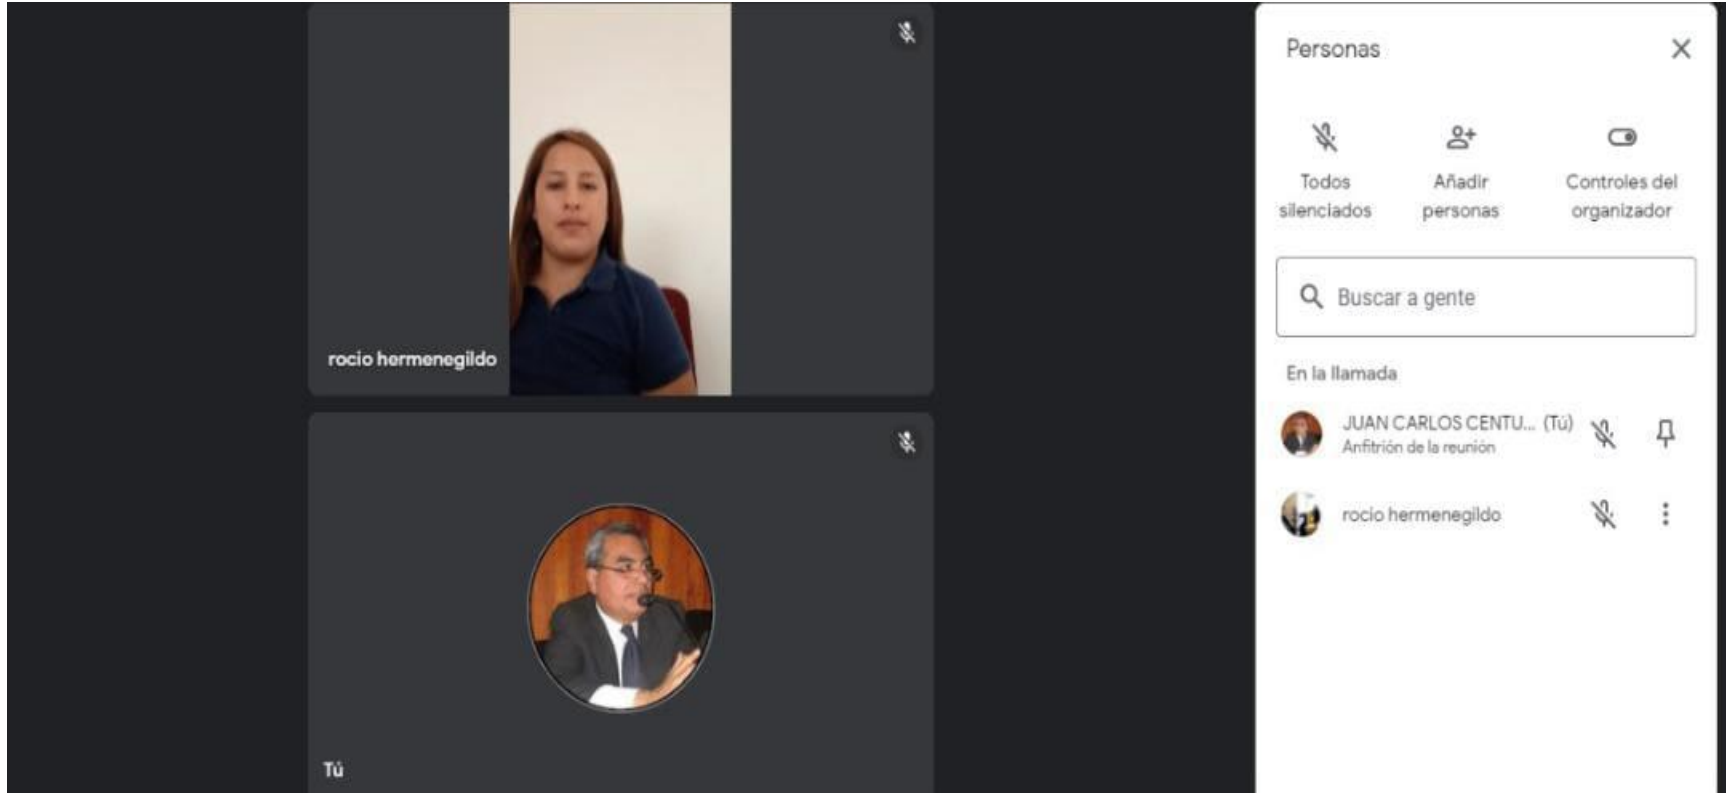 rocio hermenegildo
Tú
Personas
Todos
silenciados
Añadir
personas
Controles del
organizador
Buscar a gente
En la llamada
JUAN CARLOS CENTU... (Tú)
Anfitrión de la reunión
rocio hermenegildo